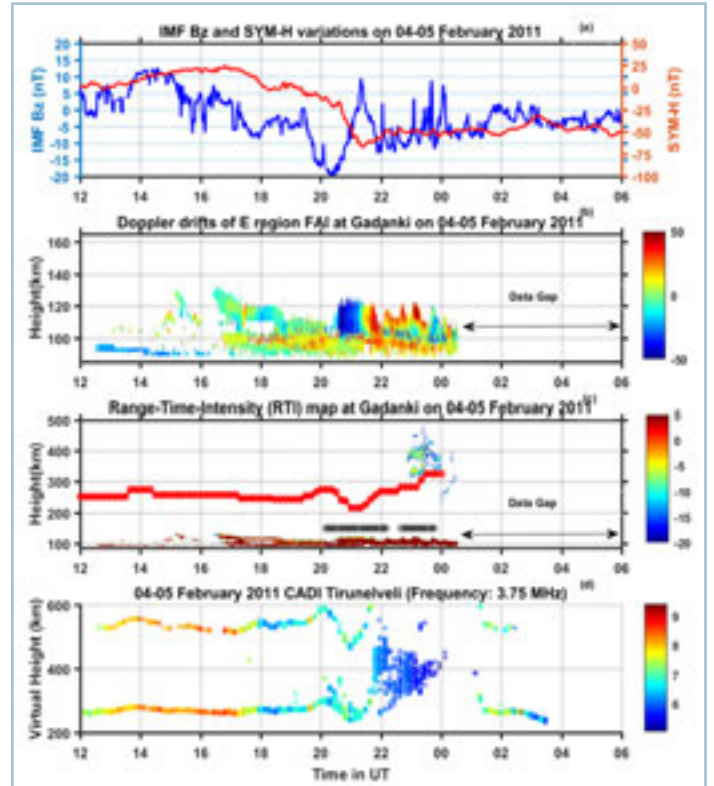 IMF Bz and SYM-H variations on 04-05 February 2011
(a)
IMF Bz (nT)
20
15
10
5
0
-5
-10
-15
-20
SYM-H (nT)
50
25
0
-25
-50
-75
-100
12 14 16 18 20 22 00 02 04 06
Doppler drifts of E region FAI at Gadanki on 04-05 February 2011
(b)
Height(km)
160
140
120
100
Data Gap
50
0
-50
12 14 16 18 20 22 00 02 04 06
Range-Time-Intensity (RTI) map at Gadanki on 04-05 February 2011
(c)
Height(km)
500
400
300
200
100
Data Gap
5
0
-5
-10
-15
-20
12 14 16 18 20 22 00 02 04 06
04-05 February 2011 CADI Tirunelveli (Frequency: 3.75 MHz)
(d)
Virtual Height(km)
600
400
200
9
8
7
6
12 14 16 18 20 22 00 02 04 06
Time in UT